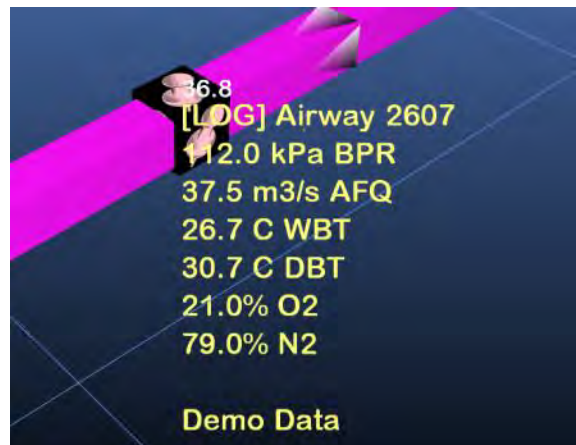 36.8
[LOG] Airway 2607
112.0 kPa BPR
37.5 m3/s AFQ
26.7 C WBT
30.7 C DBT
21.0% O2
79.0% N2
Demo Data